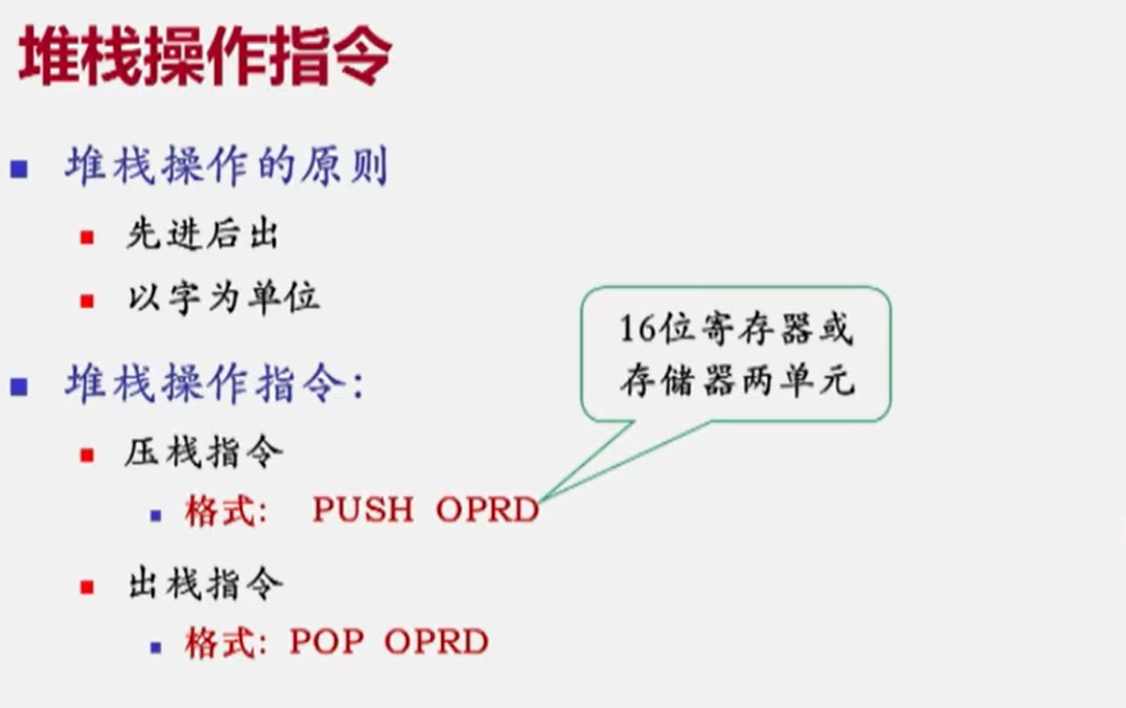 堆栈操作指令
堆栈操作的原则
先进后出
以字为单位
16位寄存器或
存储器两单元
堆栈操作指令：
压栈指令
格式： PUSH OPRD
出栈指令
格式：POP OPRD